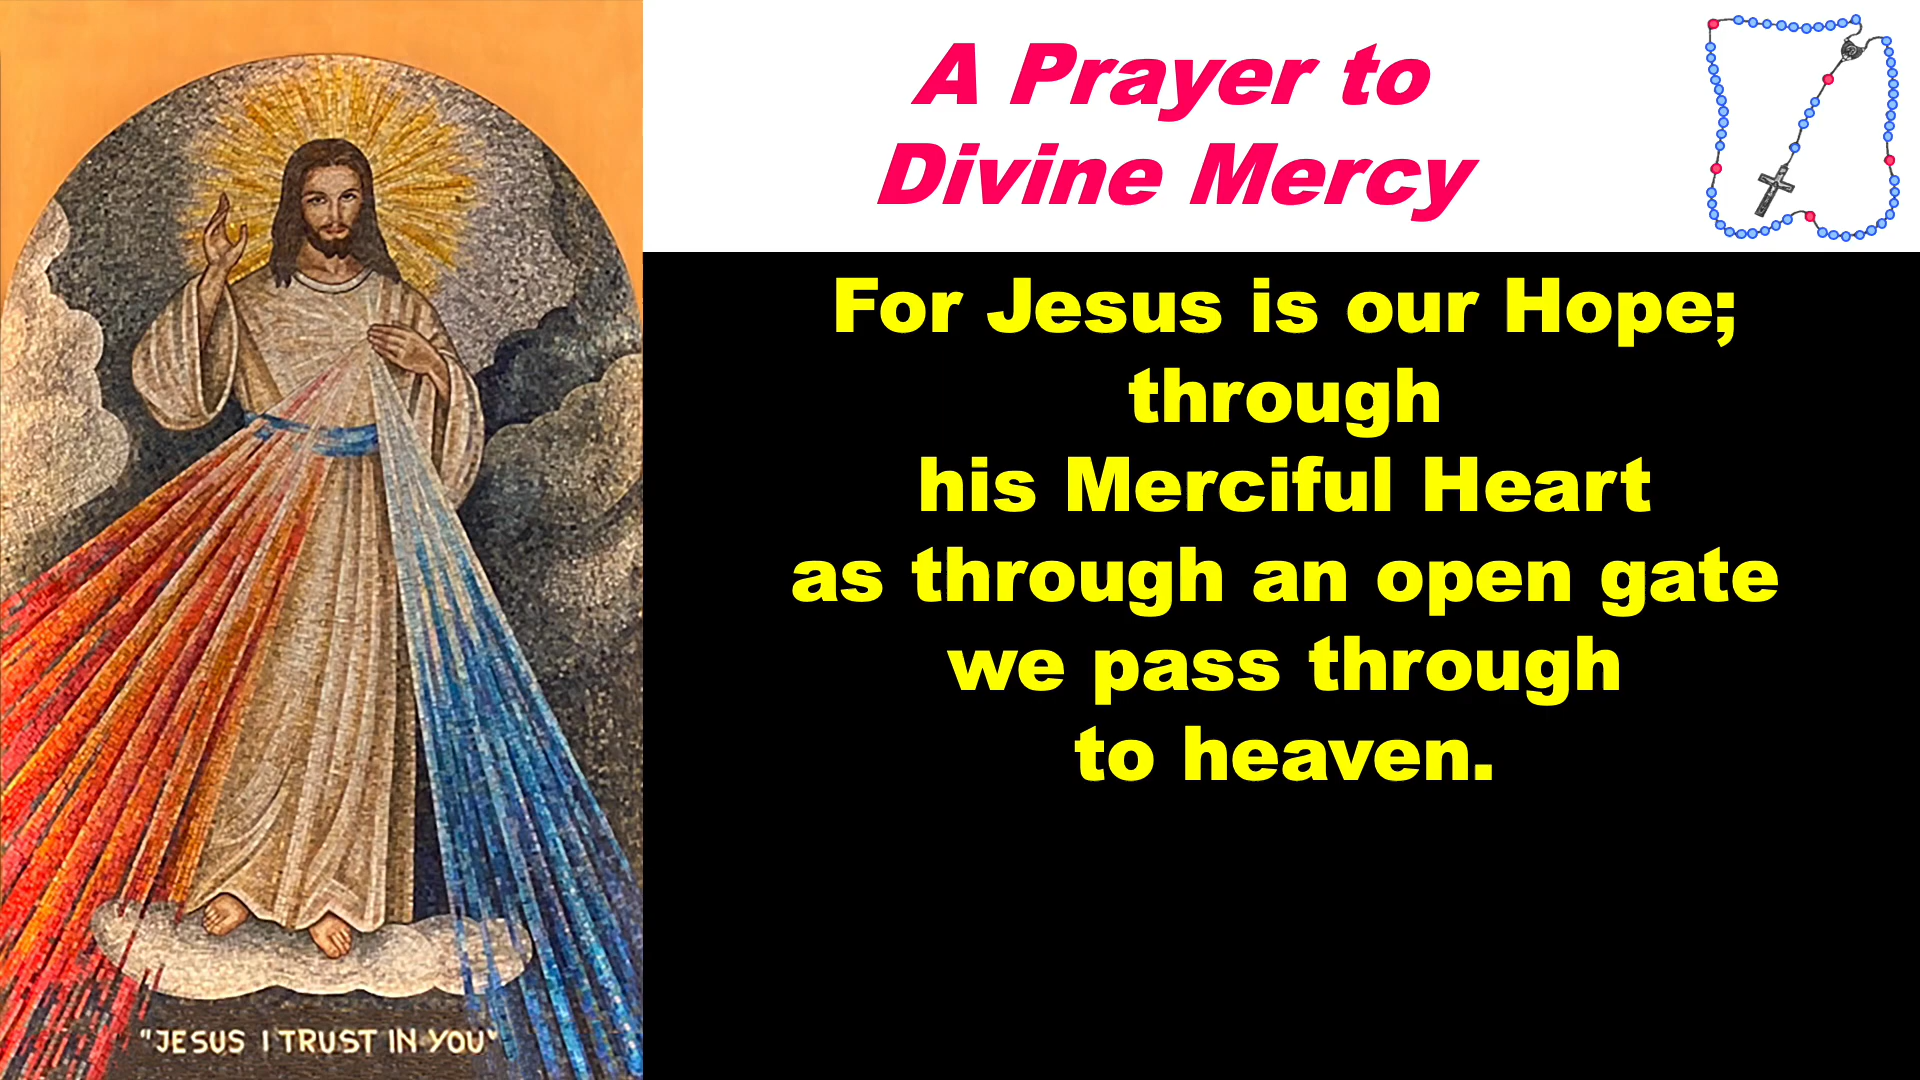 A Prayer to
Divine Mercy
For Jesus is our Hope;
through
his Merciful Heart
as through an open gate
we pass through
to heaven.
"JESUS I TRUST IN YOU"